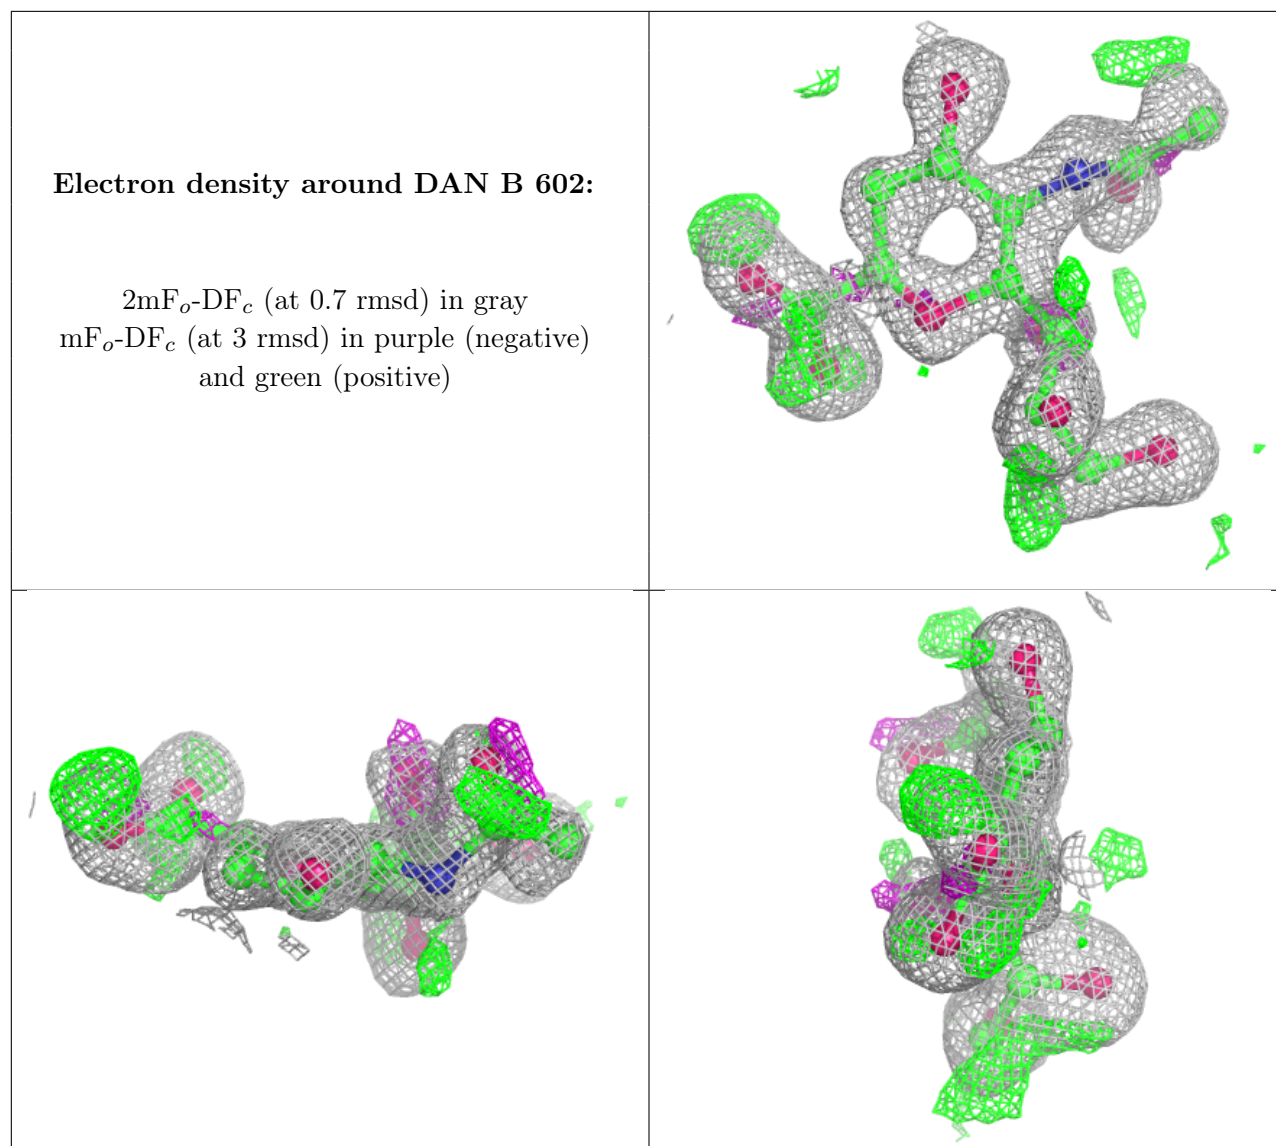 Electron density around DAN B 602:
2mFo-DFc (at 0.7 rmsd) in gray
mFo-DFc (at 3 rmsd) in purple (negative)
and green (positive)